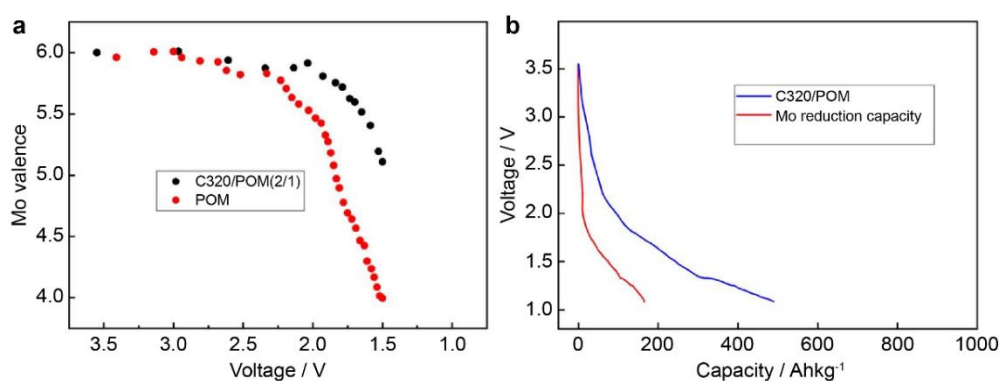 a
Mo valence
6.0
5.5
5.0
4.5
4.0
C320/POM(2/1)
POM
3.5 3.0 2.5 2.0 1.5 1.0
Voltage / V
b
Voltage / V
3.5
3.0
2.5
2.0
1.5
1.0
C320/POM
Mo reduction capacity
0 200 400 600 800 1000
Capacity / Ahkg⁻¹